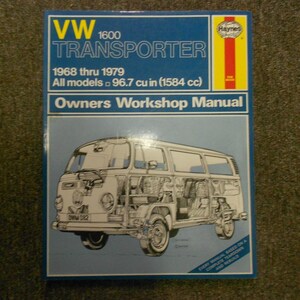 VW 1600
TRANSPORTER
Haynes
1968 thru 1979
All models □ 96.7 cu in (1584 cc)
Owners Workshop Manual